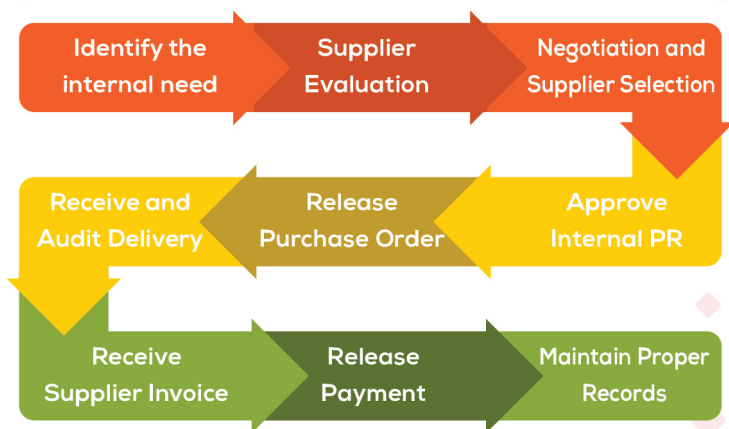 Identify the
internal need
Supplier
Evaluation
Negotiation and
Supplier Selection
Approve
Internal PR
Release
Purchase Order
Receive and
Audit Delivery
Receive
Supplier Invoice
Release
Payment
Maintain Proper
Records